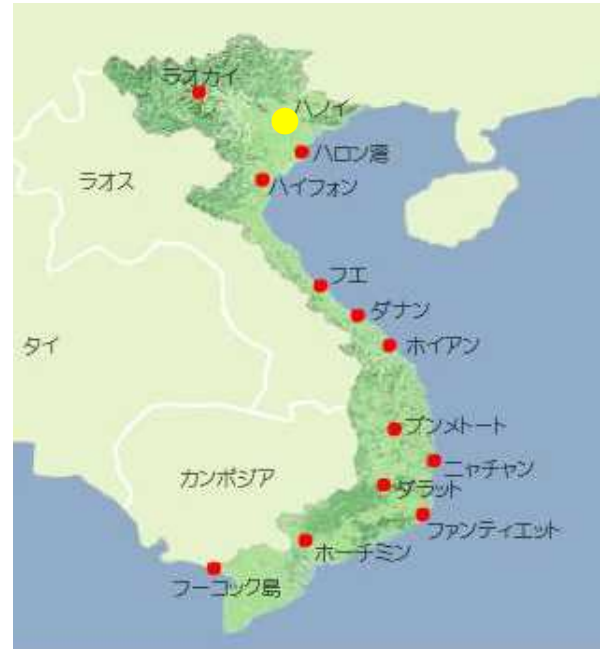 ラオカイ
ハノイ
ハロン湾
ラオス
ハイフォン
フエ
ダナン
タイ
ホイアン
ブンメトート
ニャチャン
カンボジア
ダラット
ファンティエット
ホーチミン
フーコック島